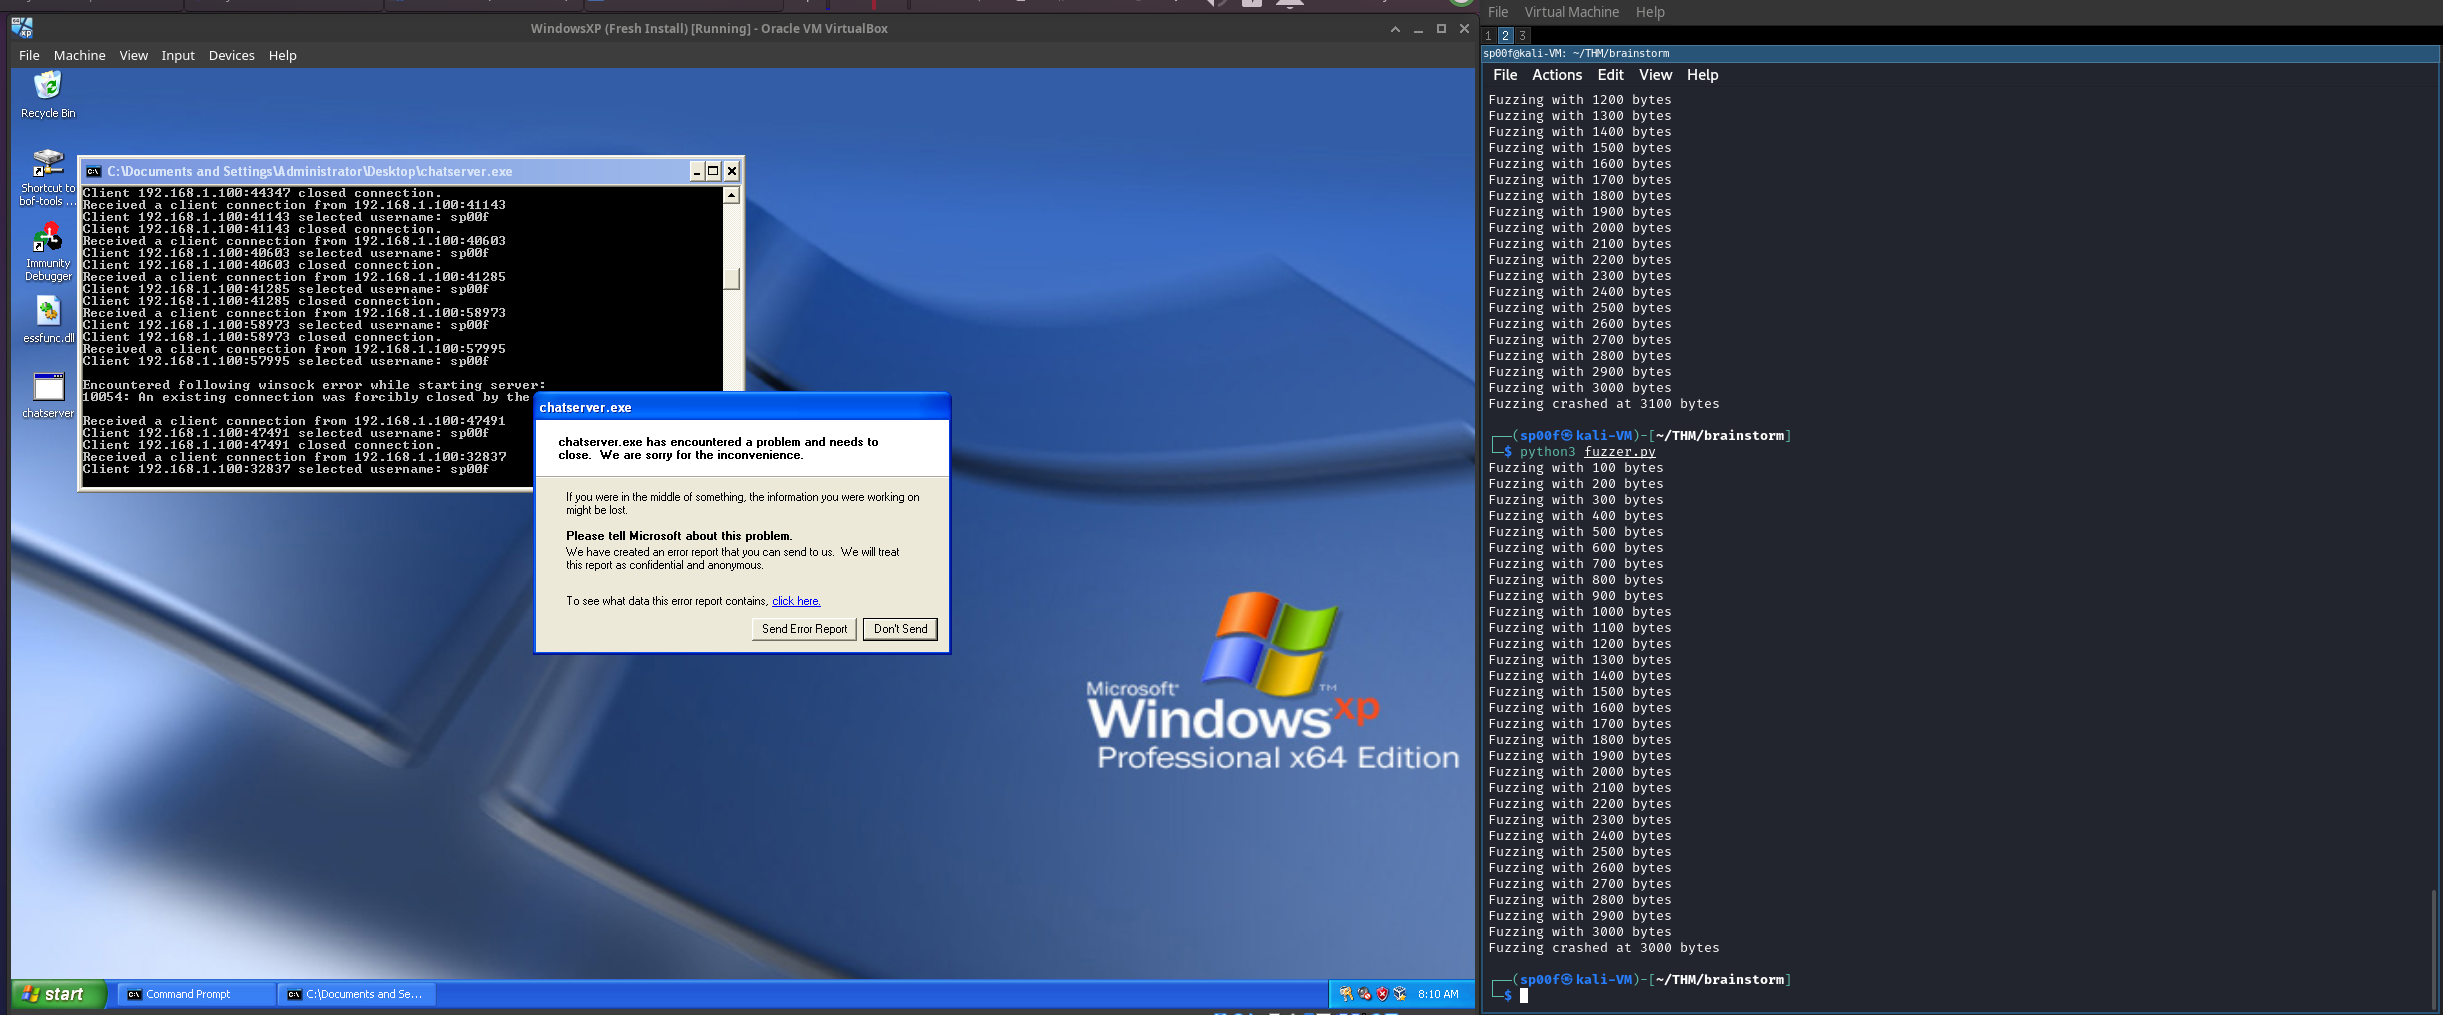 WindowsXP (Fresh Install) [Running] - Oracle VM VirtualBox
File Machine View Input Devices Help
Recycle Bin
Shortcut to
bof-tools ...
Immunity
Debugger
essfunc.dll
chatserver
C:\Documents and Settings\Administrator\Desktop\chatserver.exe
Client 192.168.1.100:44347 closed connection.
Received a client connection from 192.168.1.100:41143
Client 192.168.1.100:41143 selected username: sp00f
Client 192.168.1.100:41143 closed connection.
Received a client connection from 192.168.1.100:40603
Client 192.168.1.100:40603 selected username: sp00f
Client 192.168.1.100:40603 closed connection.
Received a client connection from 192.168.1.100:41285
Client 192.168.1.100:41285 selected username: sp00f
Client 192.168.1.100:41285 closed connection.
Received a client connection from 192.168.1.100:58973
Client 192.168.1.100:58973 selected username: sp00f
Client 192.168.1.100:58973 closed connection.
Received a client connection from 192.168.1.100:57995
Client 192.168.1.100:57995 selected username: sp00f
Encountered following winsock error while starting server:
10054: An existing connection was forcibly closed by the
Received a client connection from 192.168.1.100:47491
Client 192.168.1.100:47491 selected username: sp00f
Client 192.168.1.100:47491 closed connection.
Received a client connection from 192.168.1.100:32837
Client 192.168.1.100:32837 selected username: sp00f
chatserver.exe
chatserver.exe has encountered a problem and needs to
close. We are sorry for the inconvenience.
If you were in the middle of something, the information you were working on
might be lost.
Please tell Microsoft about this problem.
We have created an error report that you can send to us. We will treat
this report as confidential and anonymous.
To see what data this error report contains, click here.
Send Error Report Don't Send
Microsoft®
Windows xp ™
Professional x64 Edition
start Command Prompt C:\Documents and Se... 8:10 AM
File Virtual Machine Help
1 2 3
sp00f@kali-VM: ~/THM/brainstorm
File Actions Edit View Help
Fuzzing with 1200 bytes
Fuzzing with 1300 bytes
Fuzzing with 1400 bytes
Fuzzing with 1500 bytes
Fuzzing with 1600 bytes
Fuzzing with 1700 bytes
Fuzzing with 1800 bytes
Fuzzing with 1900 bytes
Fuzzing with 2000 bytes
Fuzzing with 2100 bytes
Fuzzing with 2200 bytes
Fuzzing with 2300 bytes
Fuzzing with 2400 bytes
Fuzzing with 2500 bytes
Fuzzing with 2600 bytes
Fuzzing with 2700 bytes
Fuzzing with 2800 bytes
Fuzzing with 2900 bytes
Fuzzing with 3000 bytes
Fuzzing crashed at 3100 bytes
┌──(sp00f㉿kali-VM)-[~/THM/brainstorm]
└─$ python3 fuzzer.py
Fuzzing with 100 bytes
Fuzzing with 200 bytes
Fuzzing with 300 bytes
Fuzzing with 400 bytes
Fuzzing with 500 bytes
Fuzzing with 600 bytes
Fuzzing with 700 bytes
Fuzzing with 800 bytes
Fuzzing with 900 bytes
Fuzzing with 1000 bytes
Fuzzing with 1100 bytes
Fuzzing with 1200 bytes
Fuzzing with 1300 bytes
Fuzzing with 1400 bytes
Fuzzing with 1500 bytes
Fuzzing with 1600 bytes
Fuzzing with 1700 bytes
Fuzzing with 1800 bytes
Fuzzing with 1900 bytes
Fuzzing with 2000 bytes
Fuzzing with 2100 bytes
Fuzzing with 2200 bytes
Fuzzing with 2300 bytes
Fuzzing with 2400 bytes
Fuzzing with 2500 bytes
Fuzzing with 2600 bytes
Fuzzing with 2700 bytes
Fuzzing with 2800 bytes
Fuzzing with 2900 bytes
Fuzzing with 3000 bytes
Fuzzing crashed at 3000 bytes
┌──(sp00f㉿kali-VM)-[~/THM/brainstorm]
└─$